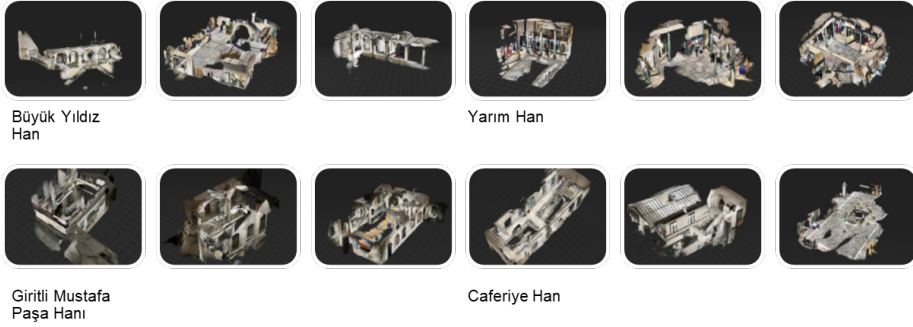 Büyük Yıldız
Han
Yarım Han
Giritli Mustafa
Paşa Hanı
Caferiye Han